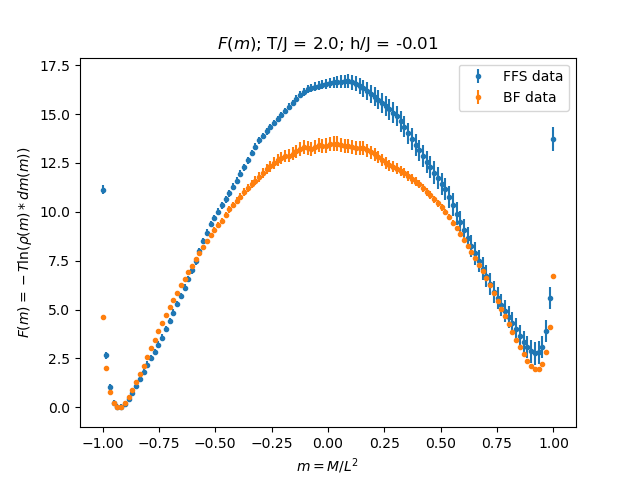 F(m); T/J = 2.0; h/J = -0.01
FFS data
BF data
F(m) = −Tln(ρ(m) * dm(m))
17.5
15.0
12.5
10.0
7.5
5.0
2.5
0.0
−1.00 −0.75 −0.50 −0.25 0.00 0.25 0.50 0.75 1.00
m = M/L²